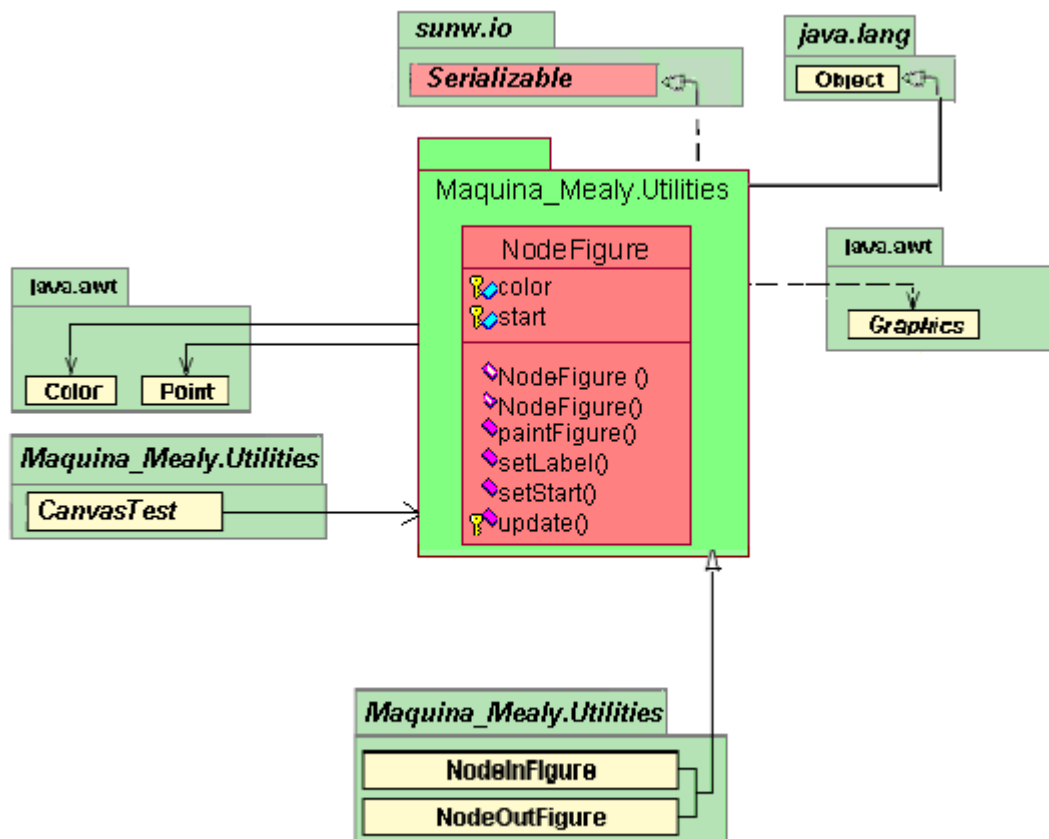 sunw.io
Serializable
java.lang
Object
Maquina_Mealy.Utilities
NodeFigure
color
start
NodeFigure ()
NodeFigure()
paintFigure()
setLabel()
setStart()
update()
java.awt
Graphics
java.awt
Color
Point
Maquina_Mealy.Utilities
CanvasTest
Maquina_Mealy.Utilities
NodeInFigure
NodeOutFigure